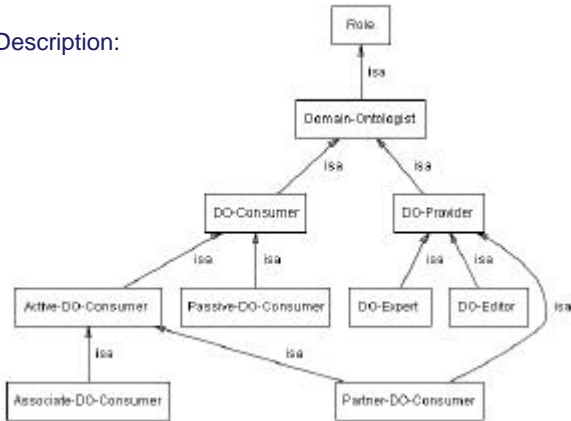 Role
Description:
isa
Domain-Ontologist
isa
isa
DO-Consumer
DO-Provider
isa
isa
isa
isa
isa
Active-DO-Consumer
Passive-DO-Consumer
DO-Expert
DO-Editor
isa
isa
Associate-DO-Consumer
Partner-DO-Consumer